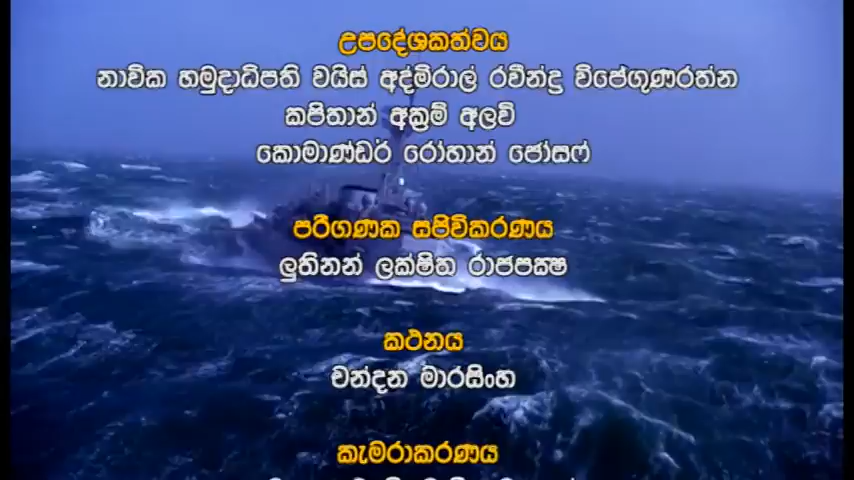 උපදේශකත්වය
නාවික හමුදාධිපති වයිස් අද්මිරාල් රවීන්ද්‍ර විජේගුණරත්න
කපිතාන් අක්‍රම් අලවි
කොමාණ්ඩර් රෝහාන් ජෝසෆ්
පරිගණක සජිවිකරණය
ලුතිනන් ලක්ෂිත රාජපක්‍ෂ
කථනය
චන්දන මාරසිංහ
කැමරාකරණය